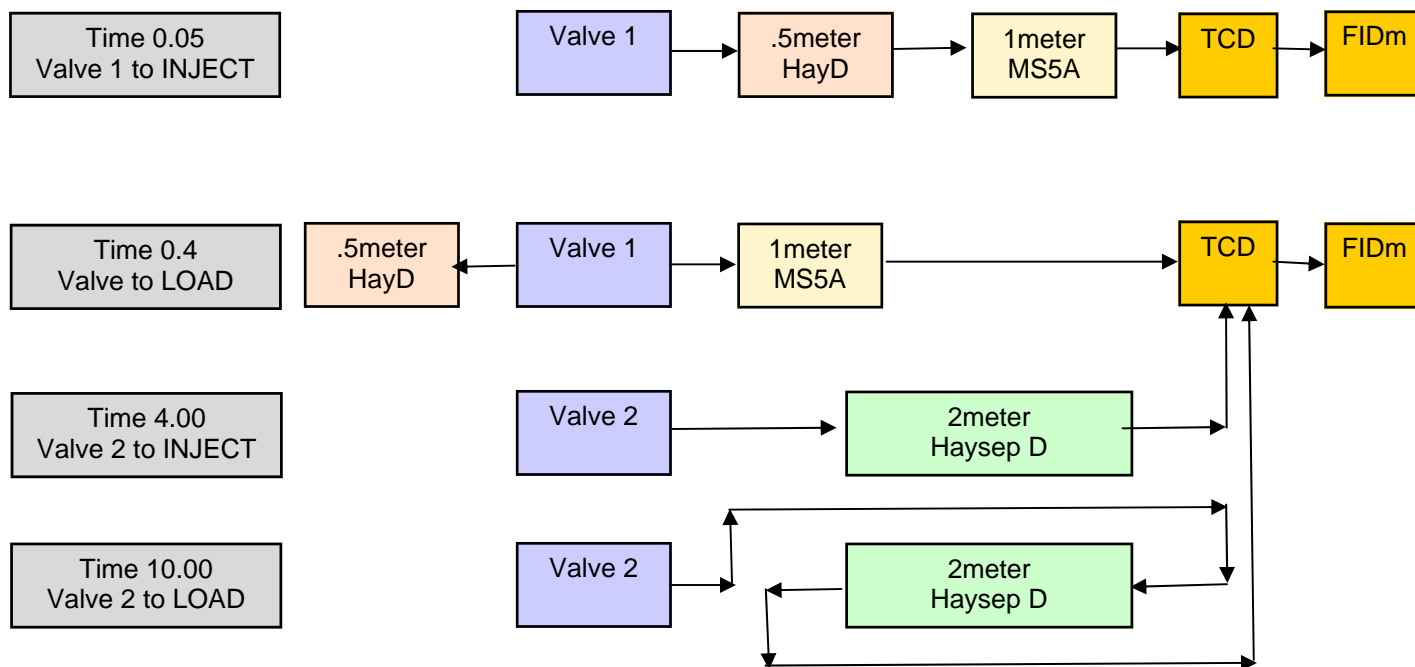 Time 0.05
Valve 1 to INJECT
Valve 1
.5meter
HayD
1meter
MS5A
TCD
FIDm
Time 0.4
Valve to LOAD
.5meter
HayD
Valve 1
1meter
MS5A
TCD
FIDm
Time 4.00
Valve 2 to INJECT
Valve 2
2meter
Haysep D
Time 10.00
Valve 2 to LOAD
Valve 2
2meter
Haysep D